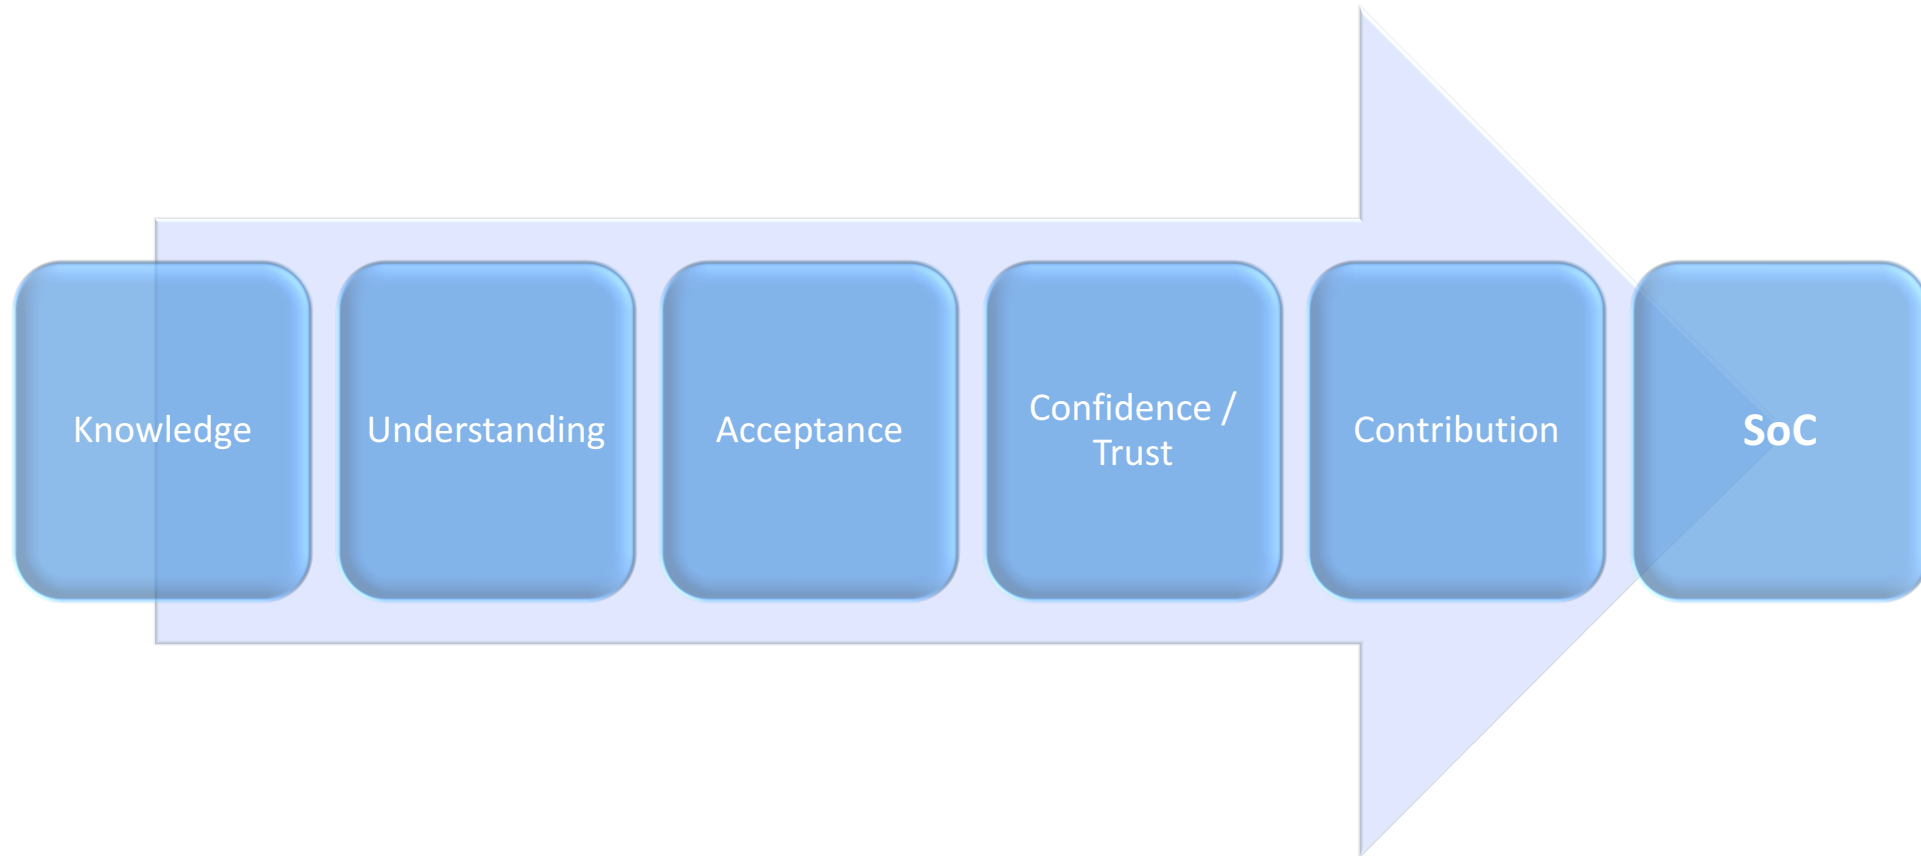 Knowledge
Understanding
Acceptance
Confidence /
Trust
Contribution
SoC